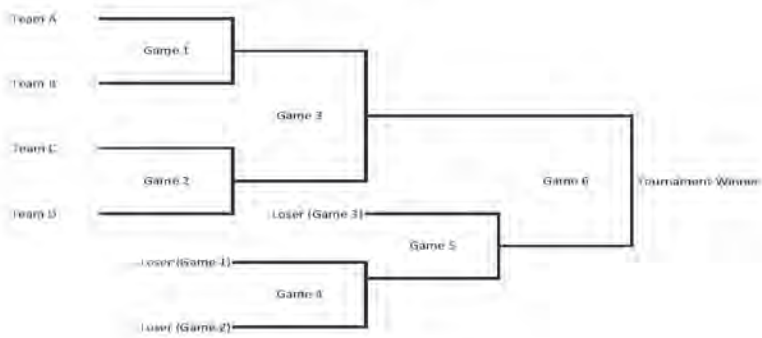 Team A
Game 1
Team B
Game 3
Team C
Game 2
Game 6
Tournament Winner
Team D
Loser (Game 3)
Game 5
Loser (Game 1)
Game 4
Loser (Game 2)